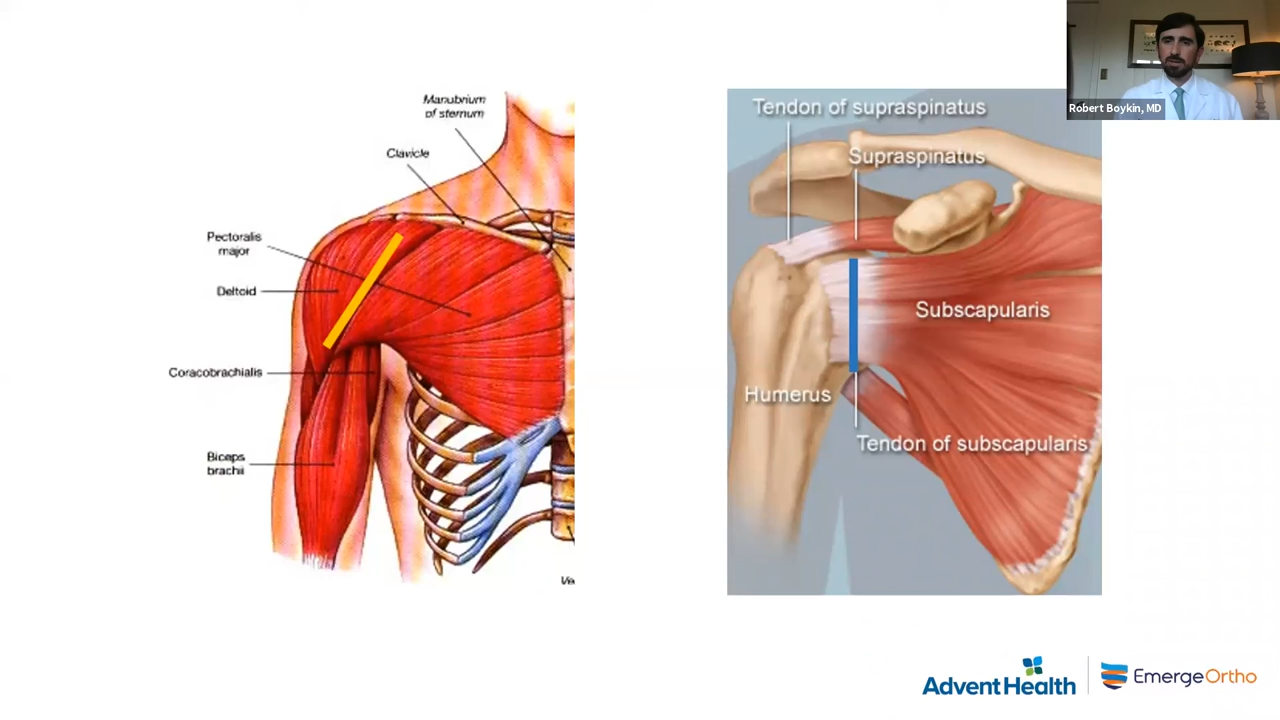 Manubrium
of sternum
Clavicle
Pectoralis
major
Deltoid
Coracobrachialis
Biceps
brachii
Ve
Tendon of supraspinatus
Supraspinatus
Subscapularis
Humerus
Tendon of subscapularis
Robert Boykin, MD
AdventHealth
EmergeOrtho